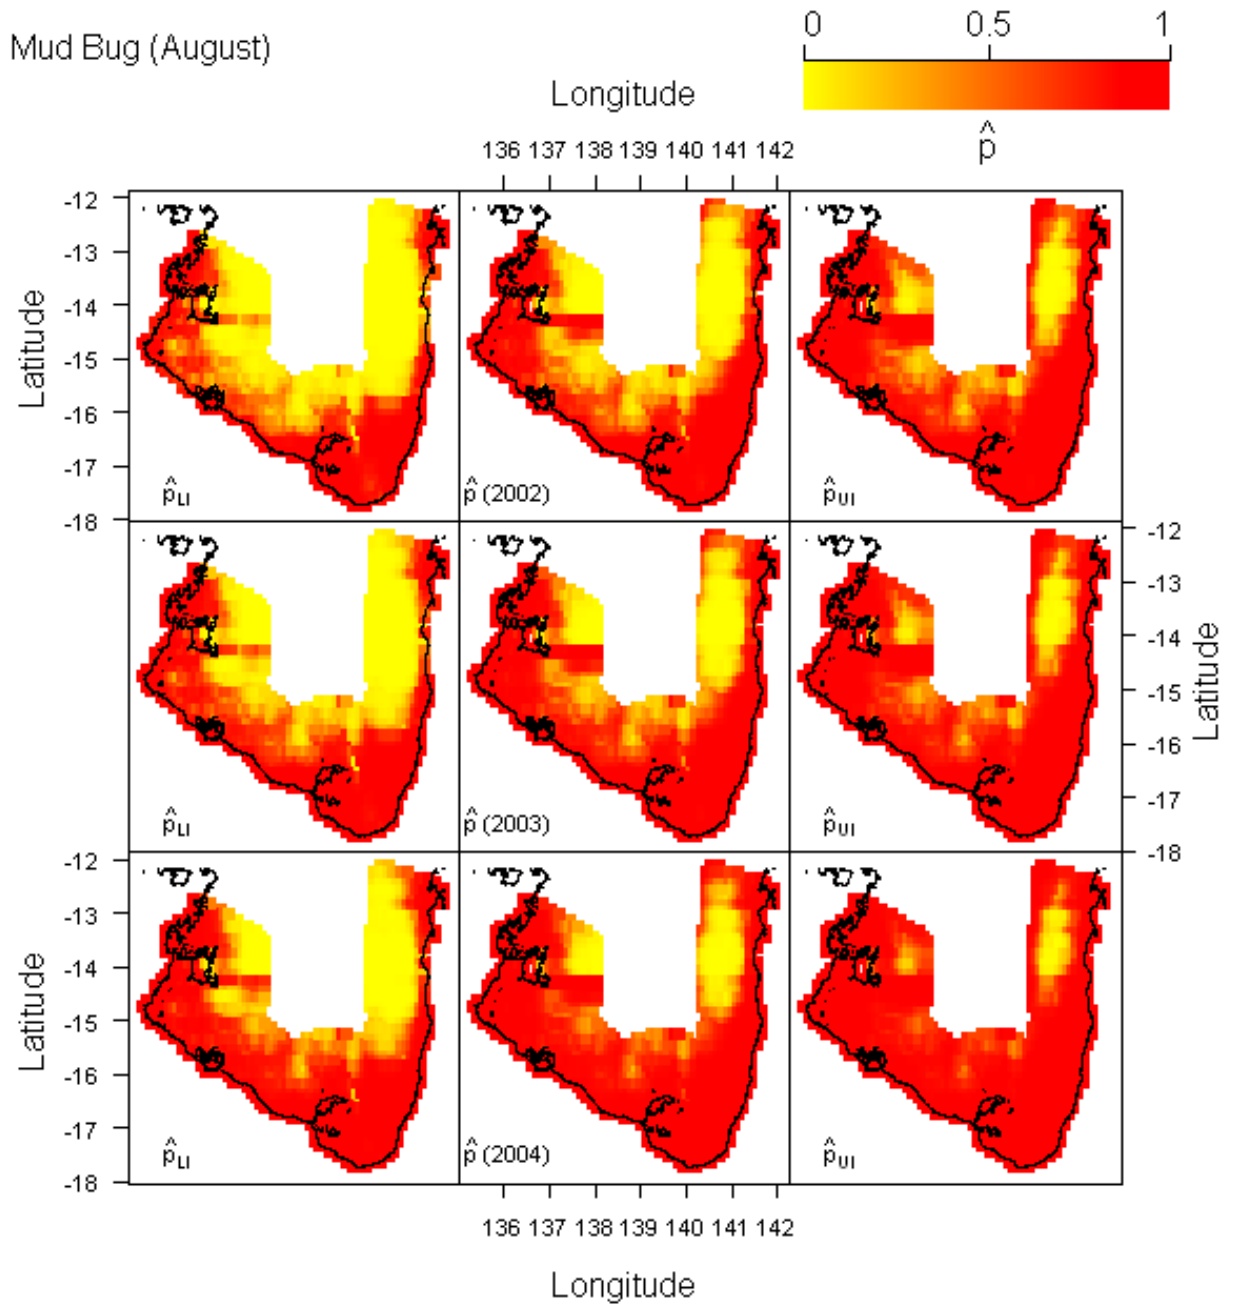 0 0.5 1
Mud Bug (August)
p̂
Longitude
136 137 138 139 140 141 142
-12
-13
-14
-15
-16
-17
-18
Latitude
p̂LI
p̂ (2002)
p̂UI
p̂LI
p̂ (2003)
p̂UI
-12
-13
-14
-15
-16
-17
-18
Latitude
-12
-13
-14
-15
-16
-17
-18
Latitude
p̂LI
p̂ (2004)
p̂UI
136 137 138 139 140 141 142
Longitude